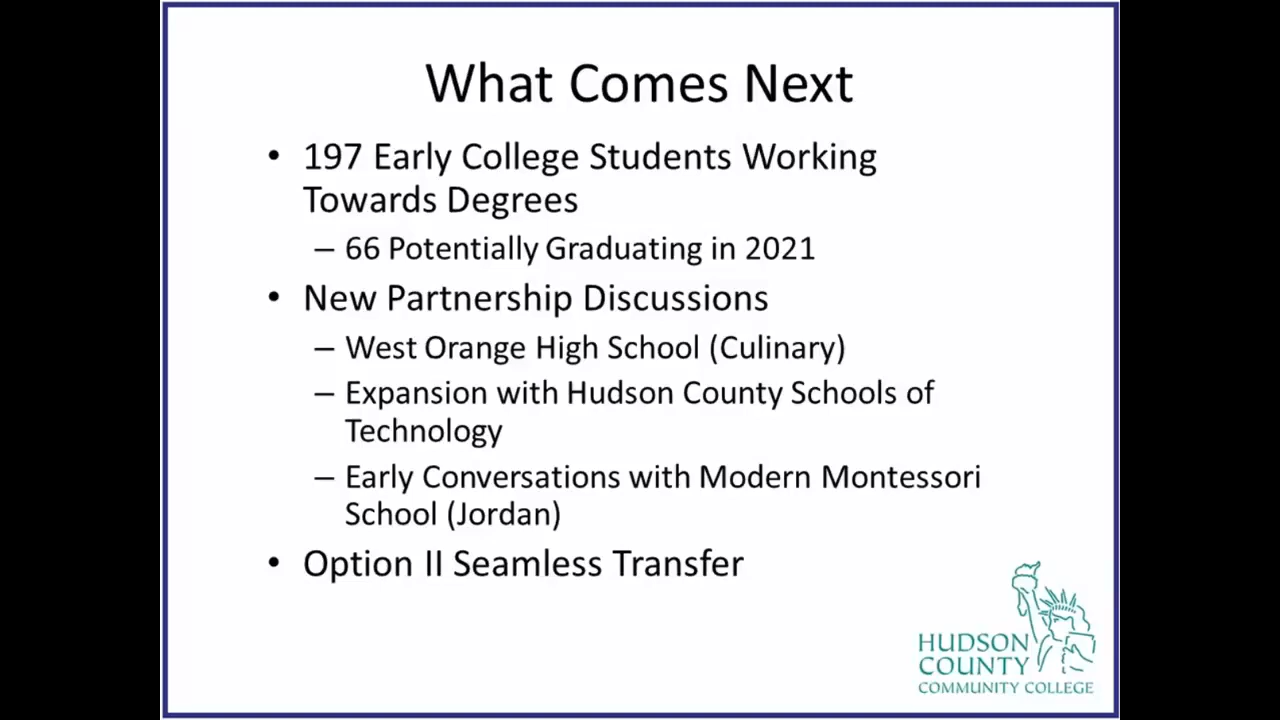 What Comes Next
• 197 Early College Students Working
Towards Degrees
– 66 Potentially Graduating in 2021
• New Partnership Discussions
– West Orange High School (Culinary)
– Expansion with Hudson County Schools of
Technology
– Early Conversations with Modern Montessori
School (Jordan)
• Option II Seamless Transfer
HUDSON
COUNTY
COMMUNITY COLLEGE